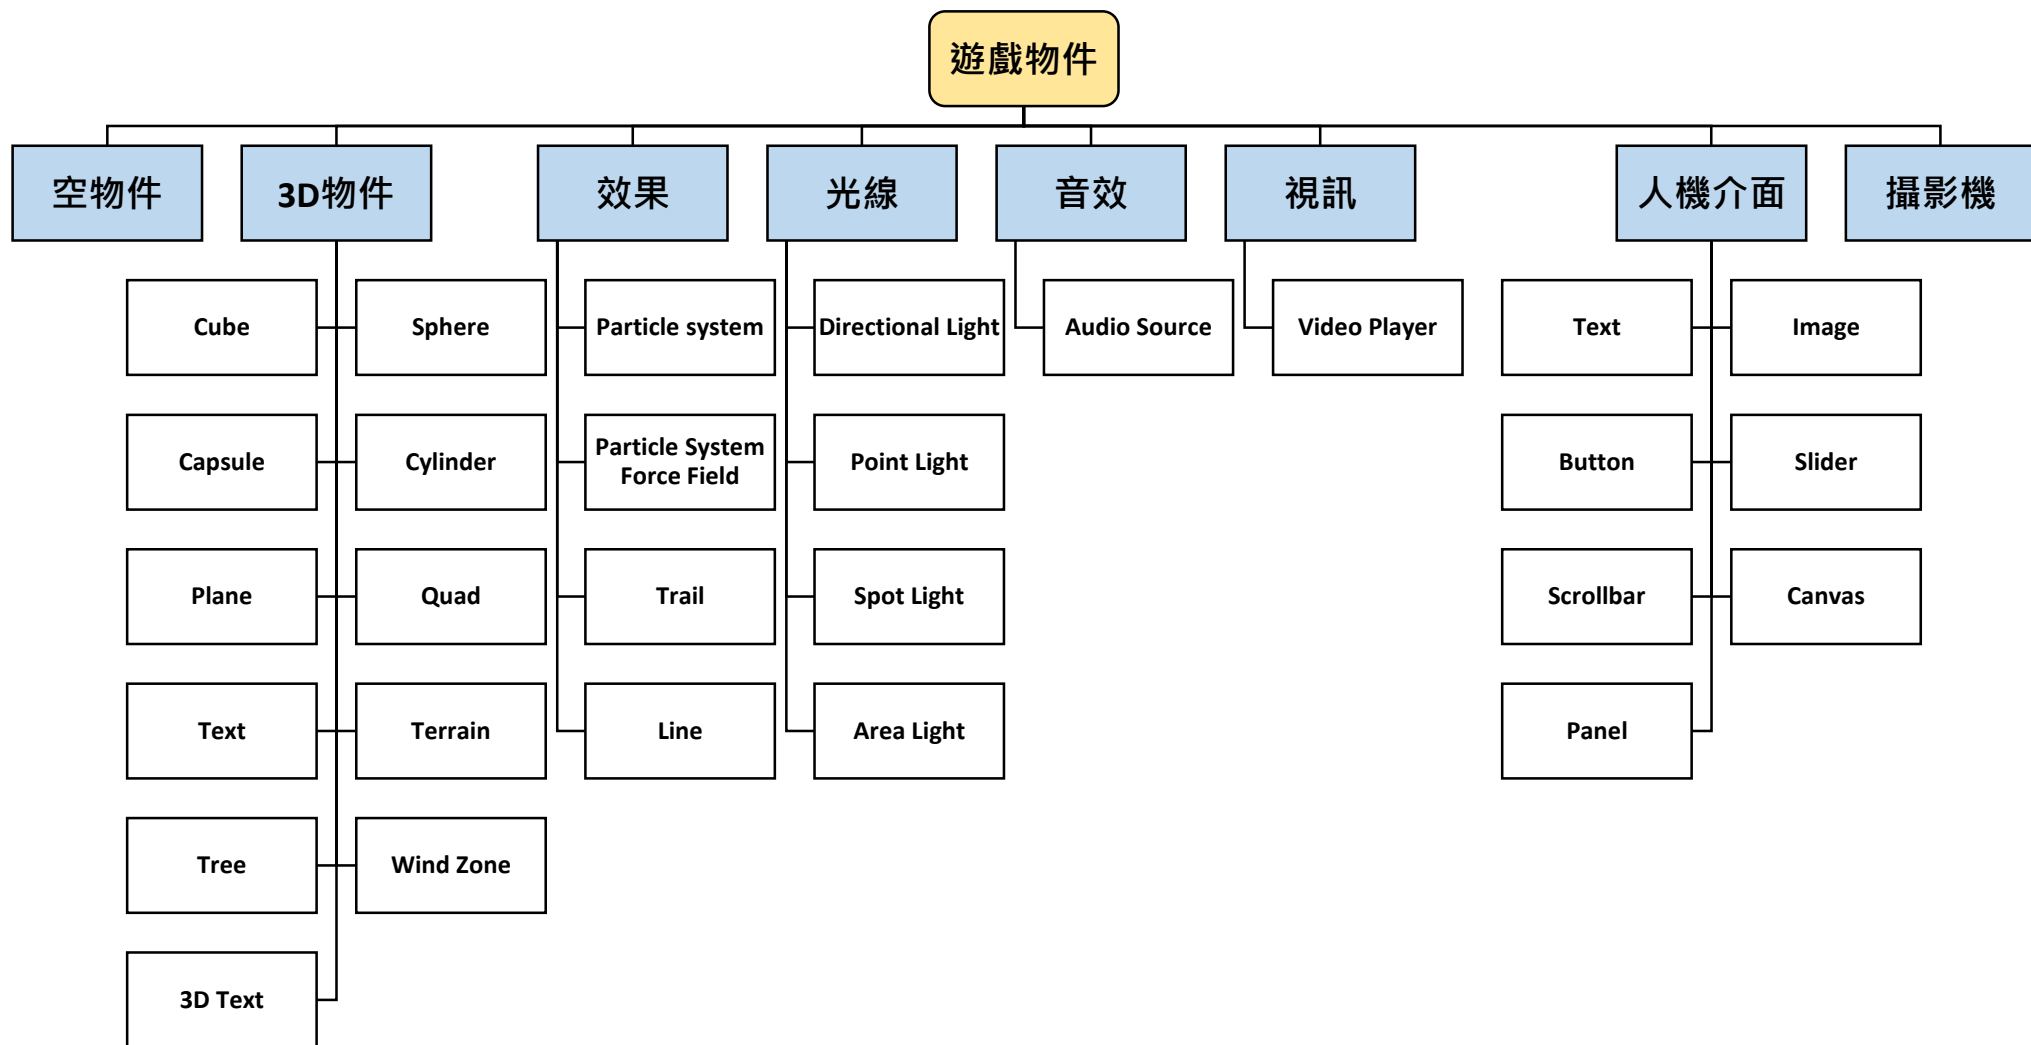 遊戲物件
空物件
3D物件
效果
光線
音效
視訊
人機介面
攝影機
Cube
Sphere
Particle system
Directional Light
Audio Source
Video Player
Text
Image
Capsule
Cylinder
Particle System
Force Field
Point Light
Button
Slider
Plane
Quad
Trail
Spot Light
Scrollbar
Canvas
Text
Terrain
Line
Area Light
Panel
Tree
Wind Zone
3D Text